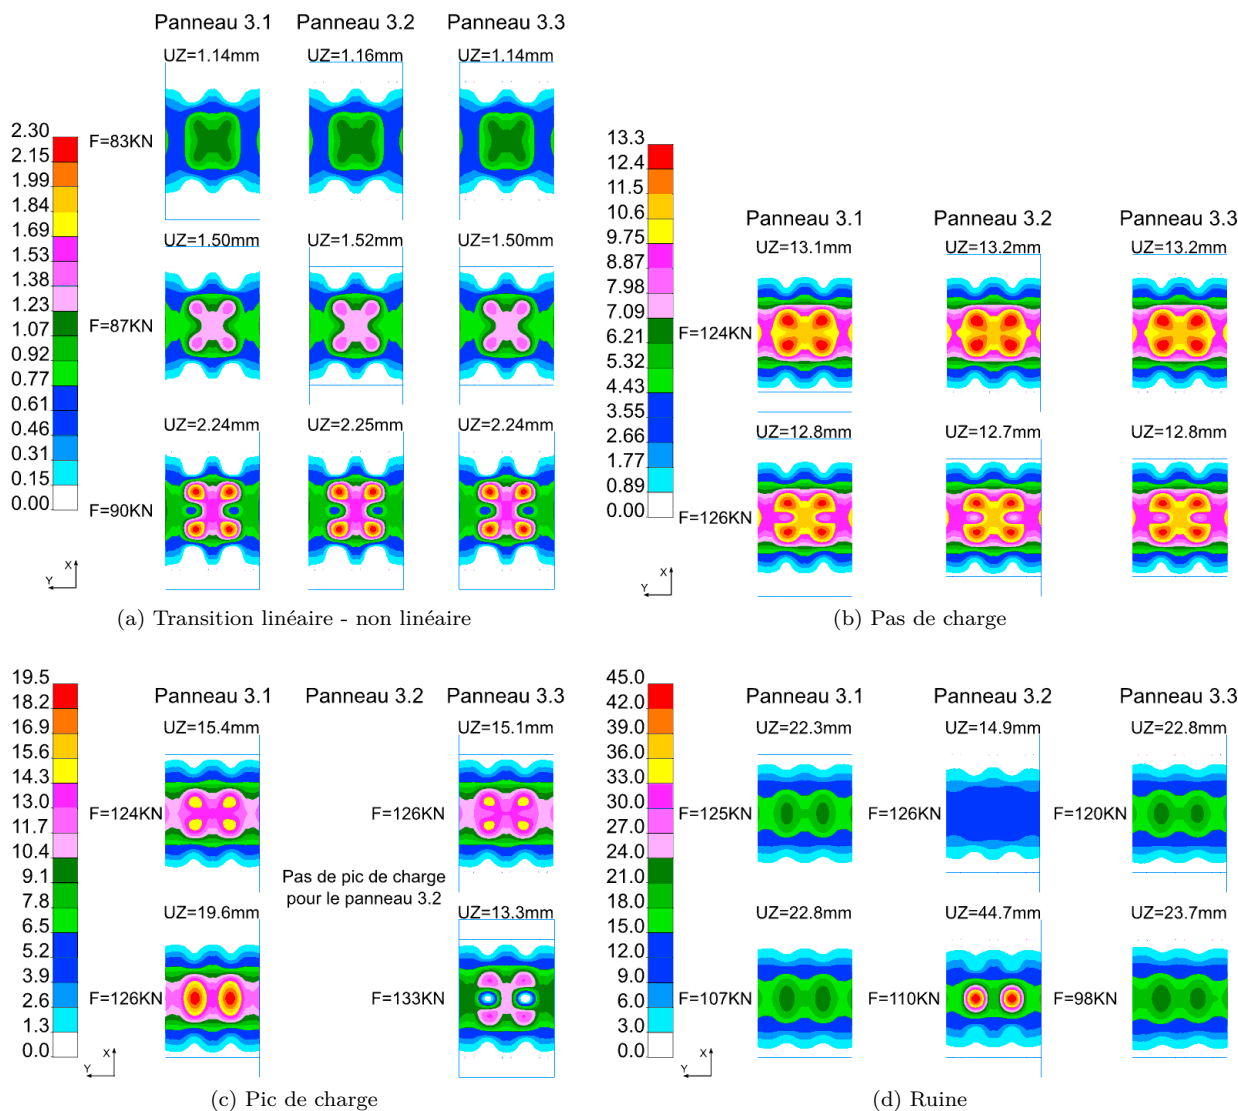 Panneau 3.1 Panneau 3.2 Panneau 3.3
UZ=1.14mm UZ=1.16mm UZ=1.14mm
F=83KN
UZ=1.50mm UZ=1.52mm UZ=1.50mm
F=87KN
UZ=2.24mm UZ=2.25mm UZ=2.24mm
F=90KN
2.30
2.15
1.99
1.84
1.69
1.53
1.38
1.23
1.07
0.92
0.77
0.61
0.46
0.31
0.15
0.00
X
Y
(a) Transition linéaire - non linéaire
13.3
12.4
11.5
10.6
9.75
8.87
7.98
7.09
6.21
5.32
4.43
3.55
2.66
1.77
0.89
0.00
Panneau 3.1 Panneau 3.2 Panneau 3.3
UZ=13.1mm UZ=13.2mm UZ=13.2mm
F=124KN
UZ=12.8mm UZ=12.7mm UZ=12.8mm
F=126KN
X
Y
(b) Pas de charge
19.5
18.2
16.9
15.6
14.3
13.0
11.7
10.4
9.1
7.8
6.5
5.2
3.9
2.6
1.3
0.0
Panneau 3.1 Panneau 3.2 Panneau 3.3
UZ=15.4mm UZ=15.1mm
F=124KN F=126KN
Pas de pic de charge
pour le panneau 3.2
UZ=19.6mm UZ=13.3mm
F=126KN F=133KN
X
Y
(c) Pic de charge
45.0
42.0
39.0
36.0
33.0
30.0
27.0
24.0
21.0
18.0
15.0
12.0
9.0
6.0
3.0
0.0
Panneau 3.1 Panneau 3.2 Panneau 3.3
UZ=22.3mm UZ=14.9mm UZ=22.8mm
F=125KN F=126KN F=120KN
UZ=22.8mm UZ=44.7mm UZ=23.7mm
F=107KN F=110KN F=98KN
X
Y
(d) Ruine